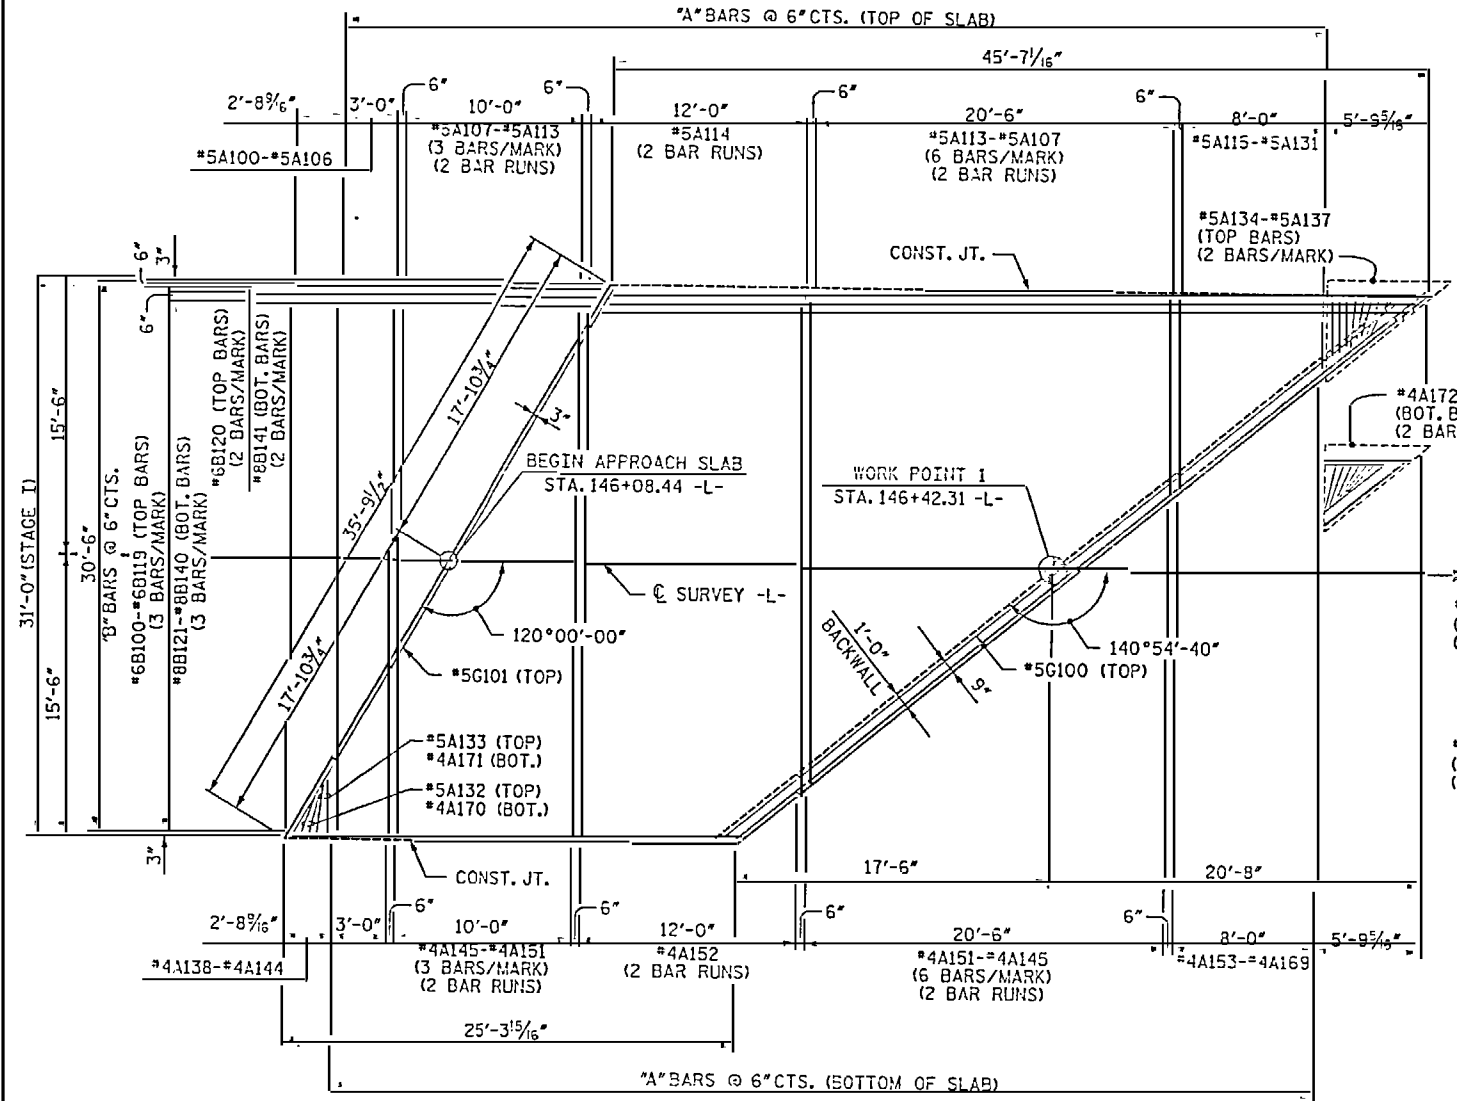 "A" BARS @ 6" CTS. (TOP OF SLAB)
45'-7 1/16"
2'-8 9/16"
3'-0"
6"
10'-0"
6"
12'-0"
6"
20'-6"
6"
8'-0"
5'-9 5/16"
#5A100-#5A106
#5A107-#5A113
(3 BARS/MARK)
(2 BAR RUNS)
#5A114
(2 BAR RUNS)
#5A113-#5A107
(6 BARS/MARK)
(2 BAR RUNS)
#5A115-#5A131
#5A134-#5A137
(TOP BARS)
(2 BARS/MARK)
CONST. JT.
6"
3"
6"
31'-0" (STAGE I)
15'-6"
15'-6"
30'-6"
"B" BARS @ 6" CTS.
#6B100-#6B119 (TOP BARS)
(3 BARS/MARK)
#8B121-#8B140 (BOT. BARS)
(3 BARS/MARK)
#6B120 (TOP BARS)
(2 BARS/MARK)
#8B141 (BOT. BARS)
(2 BARS/MARK)
3"
35'-9 1/2"
17'-10 3/4"
17'-10 3/4"
3"
BEGIN APPROACH SLAB
STA. 146+08.44 -L-
WORK POINT 1
STA. 146+42.31 -L-
#4A172
(BOT. B
(2 BAR
℄ SURVEY -L-
120°00'-00"
140°54'-40"
#5G101 (TOP)
#5G100 (TOP)
1'-0"
BACKWALL
9"
#5A133 (TOP)
#4A171 (BOT.)
#5A132 (TOP)
#4A170 (BOT.)
CONST. JT.
17'-6"
20'-8"
2'-8 9/16"
3'-0"
6"
10'-0"
6"
12'-0"
6"
20'-6"
6"
8'-0"
5'-9 5/16"
#4A138-#4A144
#4A145-#4A151
(3 BARS/MARK)
(2 BAR RUNS)
#4A152
(2 BAR RUNS)
#4A151-#4A145
(6 BARS/MARK)
(2 BAR RUNS)
#4A153-#4A169
25'-3 15/16"
"A" BARS @ 6" CTS. (BOTTOM OF SLAB)